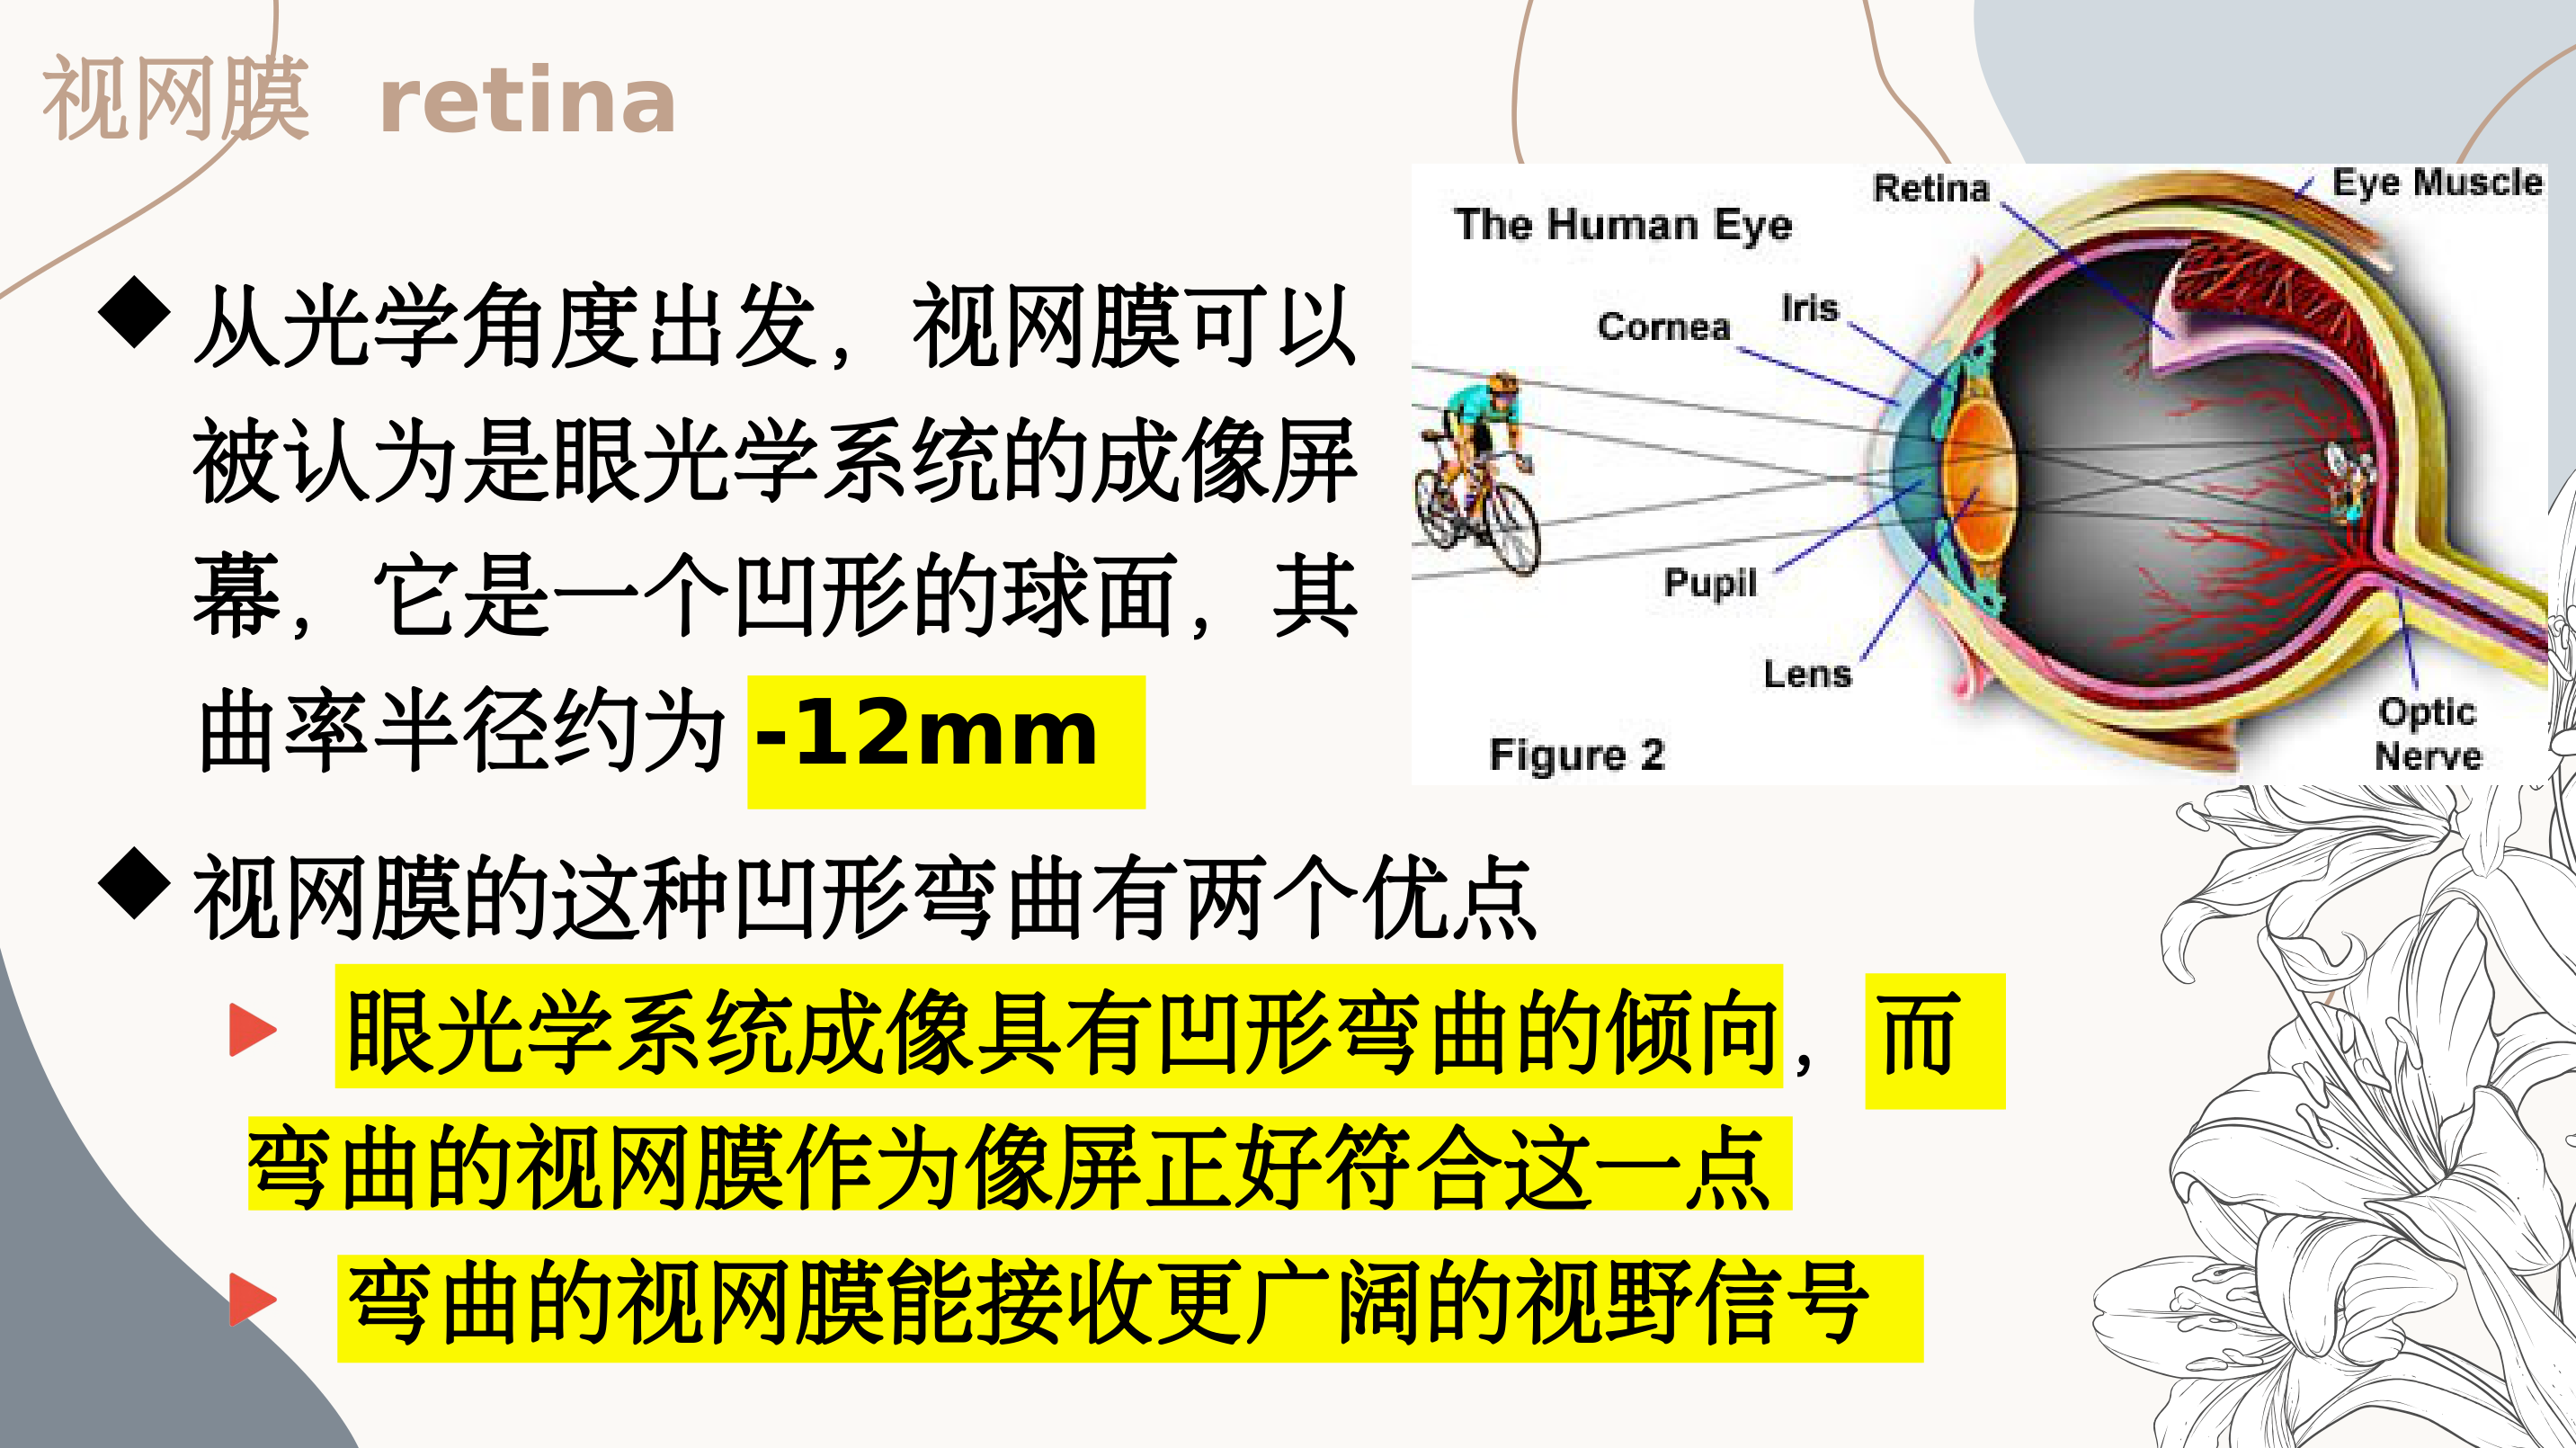 视网膜 retina
从光学角度出发，视网膜可以
被认为是眼光学系统的成像屏
幕，它是一个凹形的球面，其
曲率半径约为 -12mm
The Human Eye
Retina
Eye Muscle
Iris
Cornea
Pupil
Lens
Optic
Nerve
Figure 2
视网膜的这种凹形弯曲有两个优点
眼光学系统成像具有凹形弯曲的倾向，而
弯曲的视网膜作为像屏正好符合这一点
弯曲的视网膜能接收更广阔的视野信号